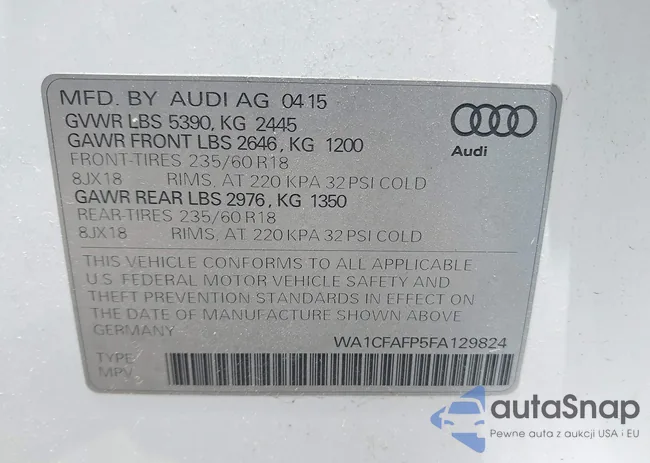 MFD. BY AUDI AG 04 15
GVWR LBS 5390, KG 2445
GAWR FRONT LBS 2646, KG 1200
FRONT-TIRES 235/60 R18
8JX18 RIMS, AT 220 KPA 32 PSI COLD
GAWR REAR LBS 2976, KG 1350
REAR-TIRES 235/60 R18
8JX18 RIMS, AT 220 KPA 32 PSI COLD
Audi
THIS VEHICLE CONFORMS TO ALL APPLICABLE
U.S. FEDERAL MOTOR VEHICLE SAFETY AND
THEFT PREVENTION STANDARDS IN EFFECT ON
THE DATE OF MANUFACTURE SHOWN ABOVE.
GERMANY WA1CFAFP5FA129824
TYPE
MPV
autaSnap
Pewne auta z aukcji USA i EU